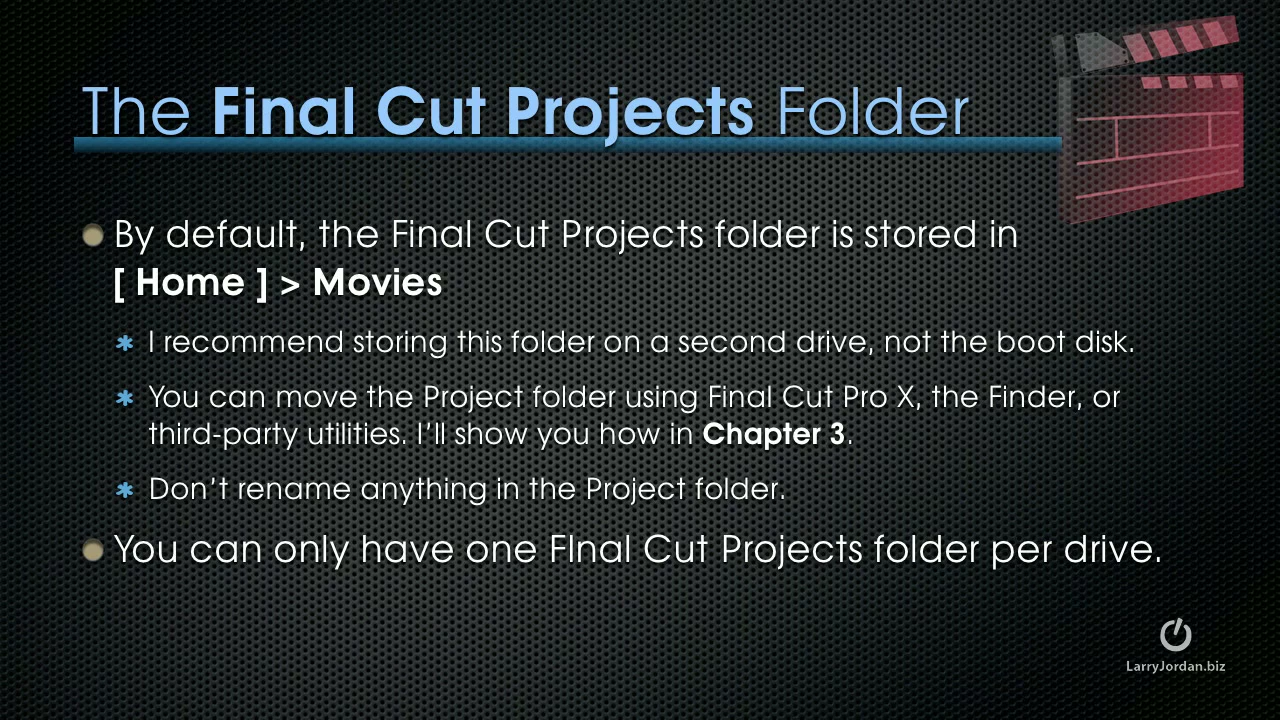 The Final Cut Projects Folder
By default, the Final Cut Projects folder is stored in
[ Home ] > Movies
I recommend storing this folder on a second drive, not the boot disk.
You can move the Project folder using Final Cut Pro X, the Finder, or
third-party utilities. I’ll show you how in Chapter 3.
Don’t rename anything in the Project folder.
You can only have one FInal Cut Projects folder per drive.
LarryJordan.biz